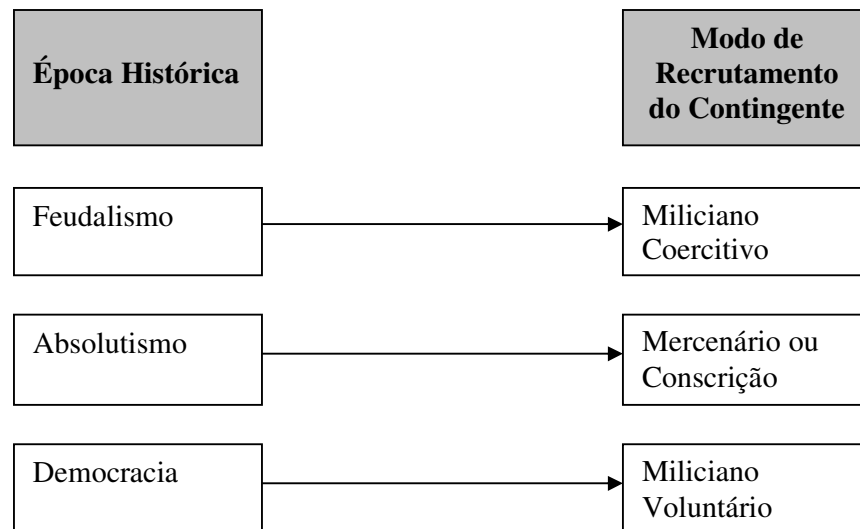 Época Histórica
Modo de
Recrutamento
do Contingente
Feudalismo
Miliciano
Coercitivo
Absolutismo
Mercenário ou
Conscrição
Democracia
Miliciano
Voluntário